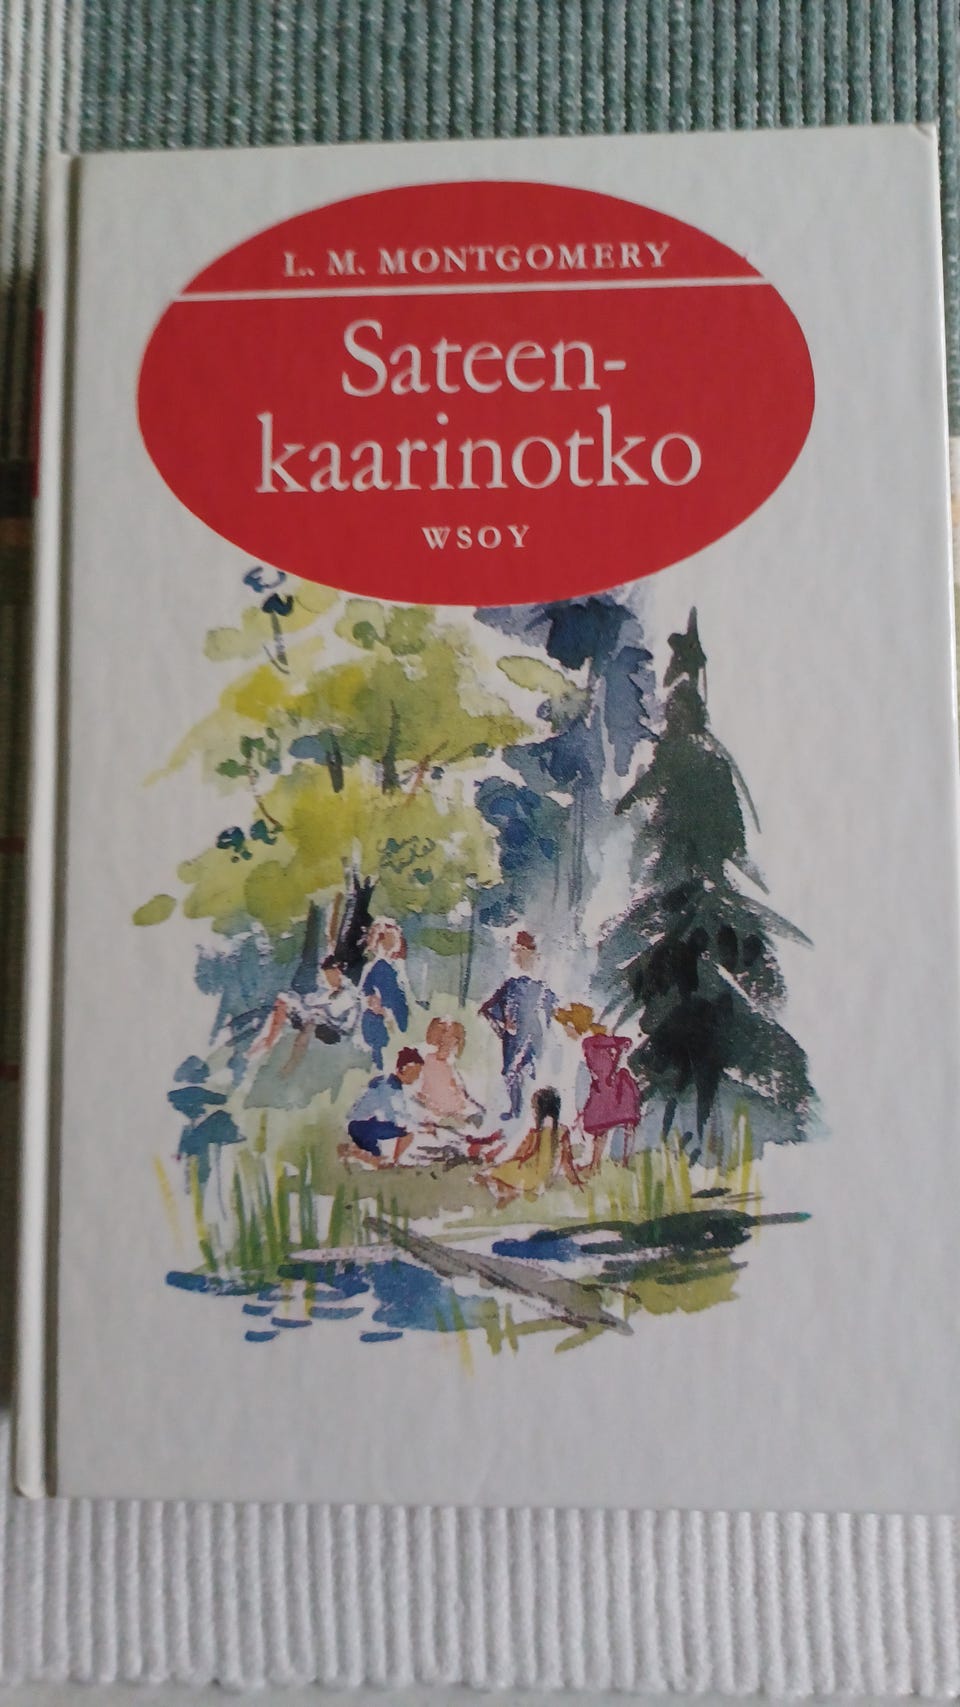 L. M. MONTGOMERY
Sateen-
kaarinotko
WSOY